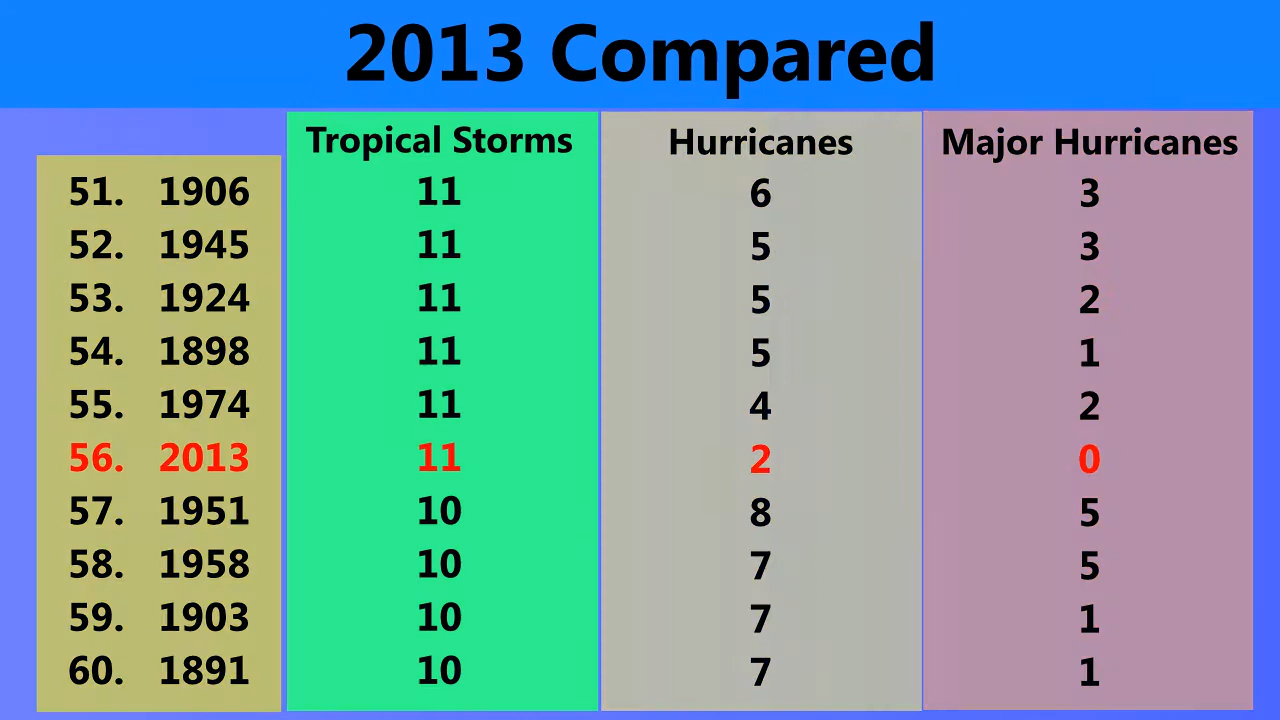 2013 Compared
Tropical Storms Hurricanes Major Hurricanes
51. 1906 11 6 3
52. 1945 11 5 3
53. 1924 11 5 2
54. 1898 11 5 1
55. 1974 11 4 2
56. 2013 11 2 0
57. 1951 10 8 5
58. 1958 10 7 5
59. 1903 10 7 1
60. 1891 10 7 1